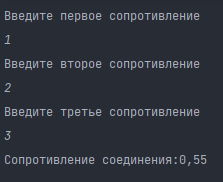 Введите первое сопротивление
1
Введите второе сопротивление
2
Введите третье сопротивление
3
Сопротивление соединения:0,55